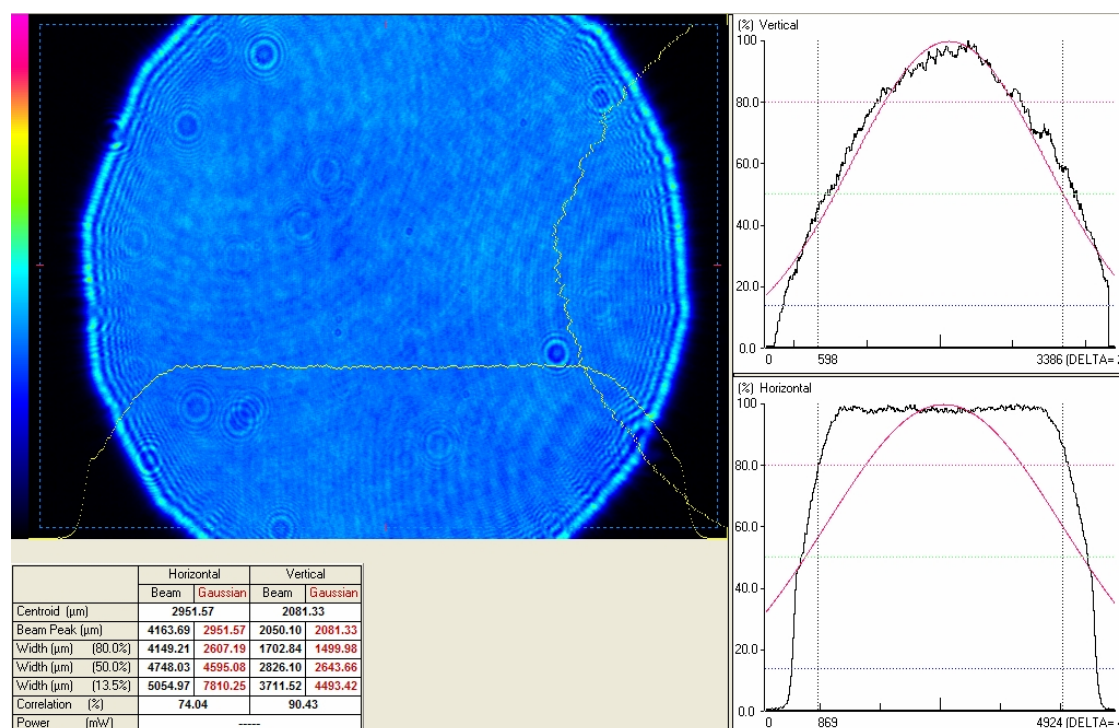 (%) Vertical
100
80.0
60.0
40.0
20.0
0.0
0 598 3386 (DELTA=
(%) Horizontal
100
80.0
60.0
40.0
20.0
0.0
0 869 4924 (DELTA=
Horizontal Vertical
Beam Gaussian Beam Gaussian
Centroid (µm) 2951.57 2081.33
Beam Peak (µm) 4163.69 2951.57 2050.10 2081.33
Width (µm) (80.0%) 4149.21 2607.19 1702.84 1499.98
Width (µm) (50.0%) 4748.03 4595.08 2826.10 2643.66
Width (µm) (13.5%) 5054.97 7810.25 3711.52 4493.42
Correlation (%) 74.04 90.43
Power (mW) -----